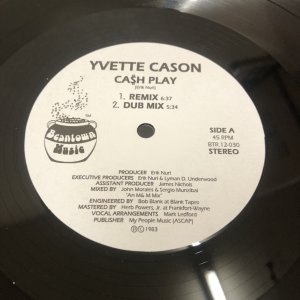 YVETTE CASON
CA$H PLAY
(Erik Nuri)
1. REMIX 6:37
2. DUB MIX 5:34
TM
Beantown
Music
SIDE A
45 RPM
BTR 12-030
STEREO
PRODUCER Erik Nuri
EXECUTIVE PRODUCERS Erik Nuri & Lyman D. Underwood
ASSISTANT PRODUCER James Nichols
MIXED BY John Morales & Sergio Munzibai
"An M& M Mix"
ENGINEERED BY Bob Blank at Blank Tapes
MASTERED BY Herb Powers, Jr. at Frankfort-Wayne
VOCAL ARRANGEMENTS Mark Ledford
PUBLISHER My People Music (ASCAP)
℗ © 1983